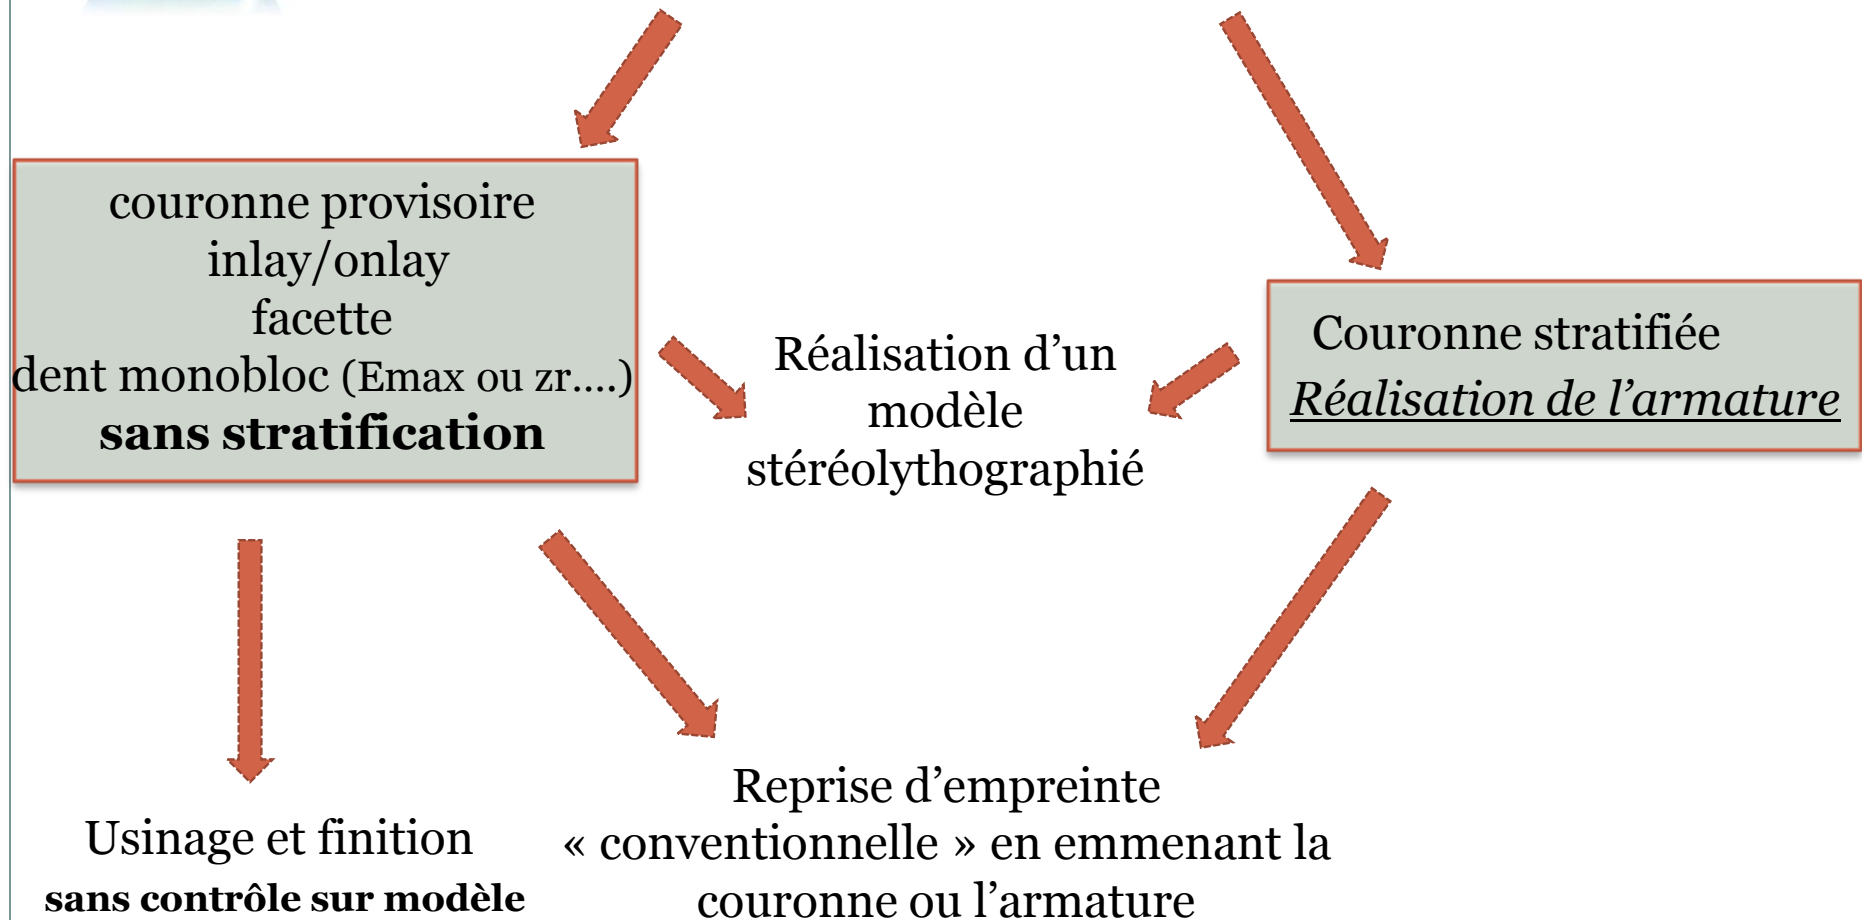 couronne provisoire
inlay/onlay
facette
dent monobloc (Emax ou zr....)
sans stratification
Réalisation d’un
modèle
stéréolythographié
Couronne stratifiée
Réalisation de l’armature
Usinage et finition
sans contrôle sur modèle
Reprise d’empreinte
« conventionnelle » en emmenant la
couronne ou l’armature